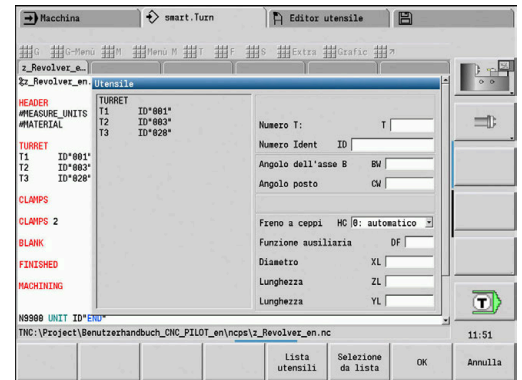 Macchina
smart.Turn
Editor utensile
G
G-Menù
M
Menù M
T
F
S
Extra
Grafic
z_Revolver_e…
%z_Revolver_en.
HEADER
#MEASURE_UNITS
#MATERIAL
TURRET
T1 ID"001"
T2 ID"003"
T3 ID"028"
CLAMPS
CLAMPS 2
BLANK
FINISHED
MACHINING
N9900 UNIT ID"END"
Utensile
TURRET
T1 ID"001"
T2 ID"003"
T3 ID"028"
Numero T: T
Numero Ident ID
Angolo dell'asse B BW
Angolo posto CW
Freno a ceppi HC 0: automatico
Funzione ausiliaria DF
Diametro XL
Lunghezza ZL
Lunghezza YL
TNC:\Project\Benutzerhandbuch_CNC_PILOT_en\ncps\z_Revolver_en.nc
T
11:51
Lista utensili
Selezione da lista
OK
Annulla